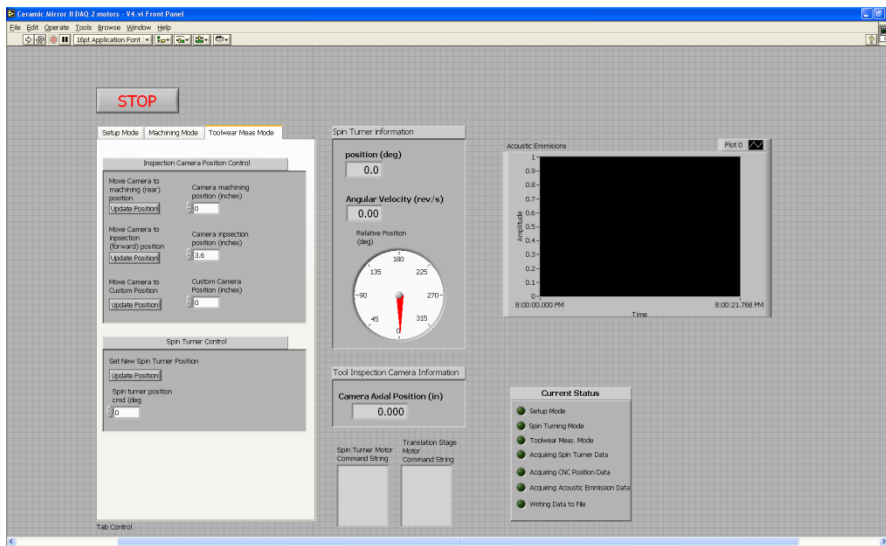 Ceramic Mirror II DAQ 2 motors - V4.vi Front Panel
File Edit Operate Tools Browse Window Help
16pt Application Font
STOP
Setup Mode
Machining Mode
Toolwear Meas Mode
Inspection Camera Position Control
Move Camera to
machining (rear)
position
Update Position
Camera machining
position (inches)
0
Move Camera to
inpsection
(forward) position
Update Position
Camera inpsection
position (inches)
3.6
Move Camera to
Custom Position
Update Position
Custom Camera
Position (inches)
0
Spin Turner Control
Set New Spin Turner Position
Update Position
Spin turner position
cmd (deg
0
Tab Control
Spin Turner information
position (deg)
0.0
Angular Velocity (rev/s)
0.00
Relative Position
(deg)
180
135
225
90
270
45
315
0
Tool Inspection Camera Information
Camera Axial Position (in)
0.000
Spin Turner Motor
Command String
Translation Stage
Motor
Command String
Acoustic Emmisions
Plot 0
Amplitude
1
0.9
0.8
0.7
0.6
0.5
0.4
0.3
0.2
0.1
0
8:00:00.000 PM
8:00:21.768 PM
Time
Current Status
Setup Mode
Spin Turning Mode
Toolwear Meas. Mode
Acquiring Spin Turner Data
Acquiring CNC Position Data
Acquiring Acoustic Emmission Data
Writing Data to File